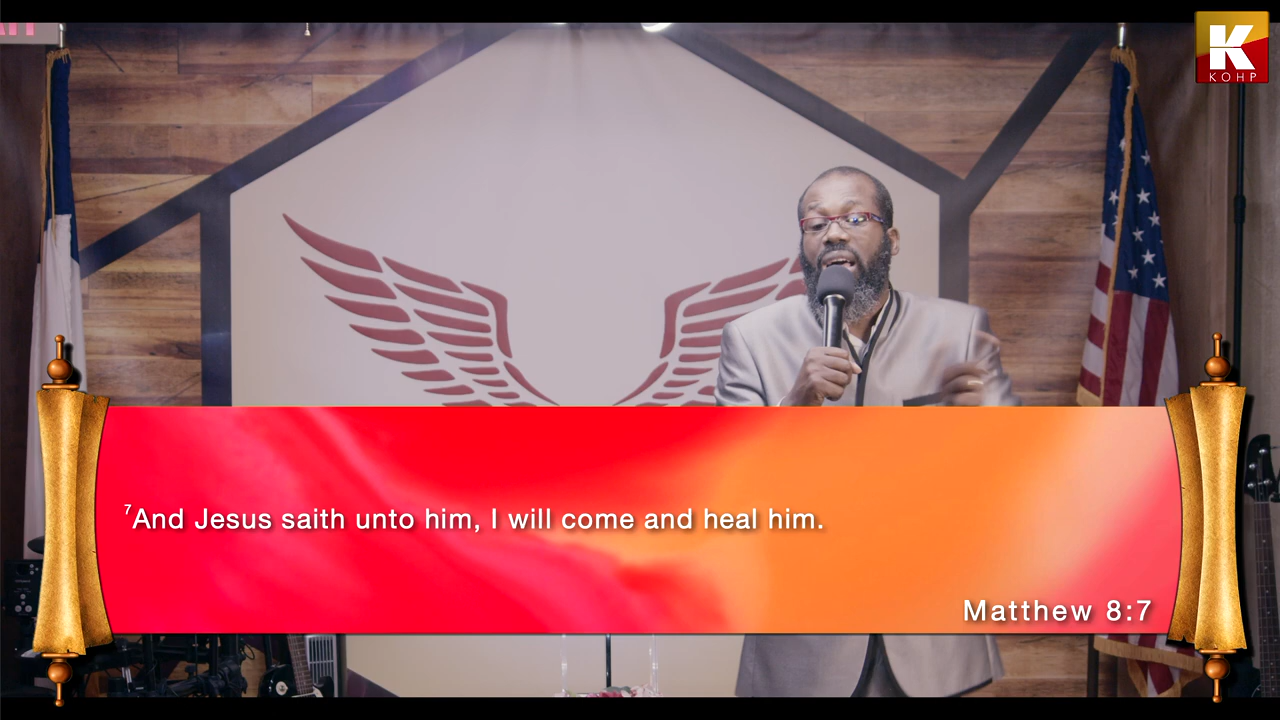 K
KOHP
⁷And Jesus saith unto him, I will come and heal him.
Matthew 8:7